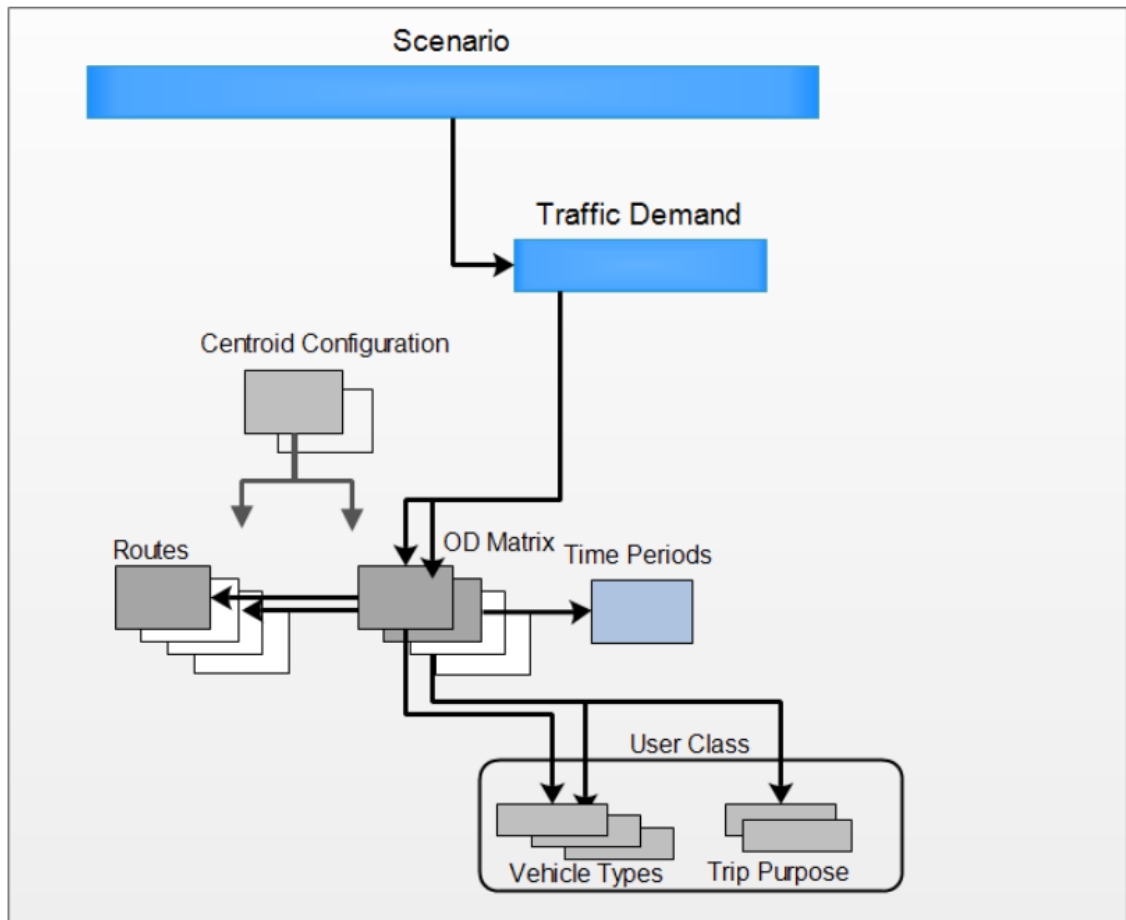 Scenario
Traffic Demand
Centroid Configuration
OD Matrix
Routes
Time Periods
User Class
Vehicle Types
Trip Purpose